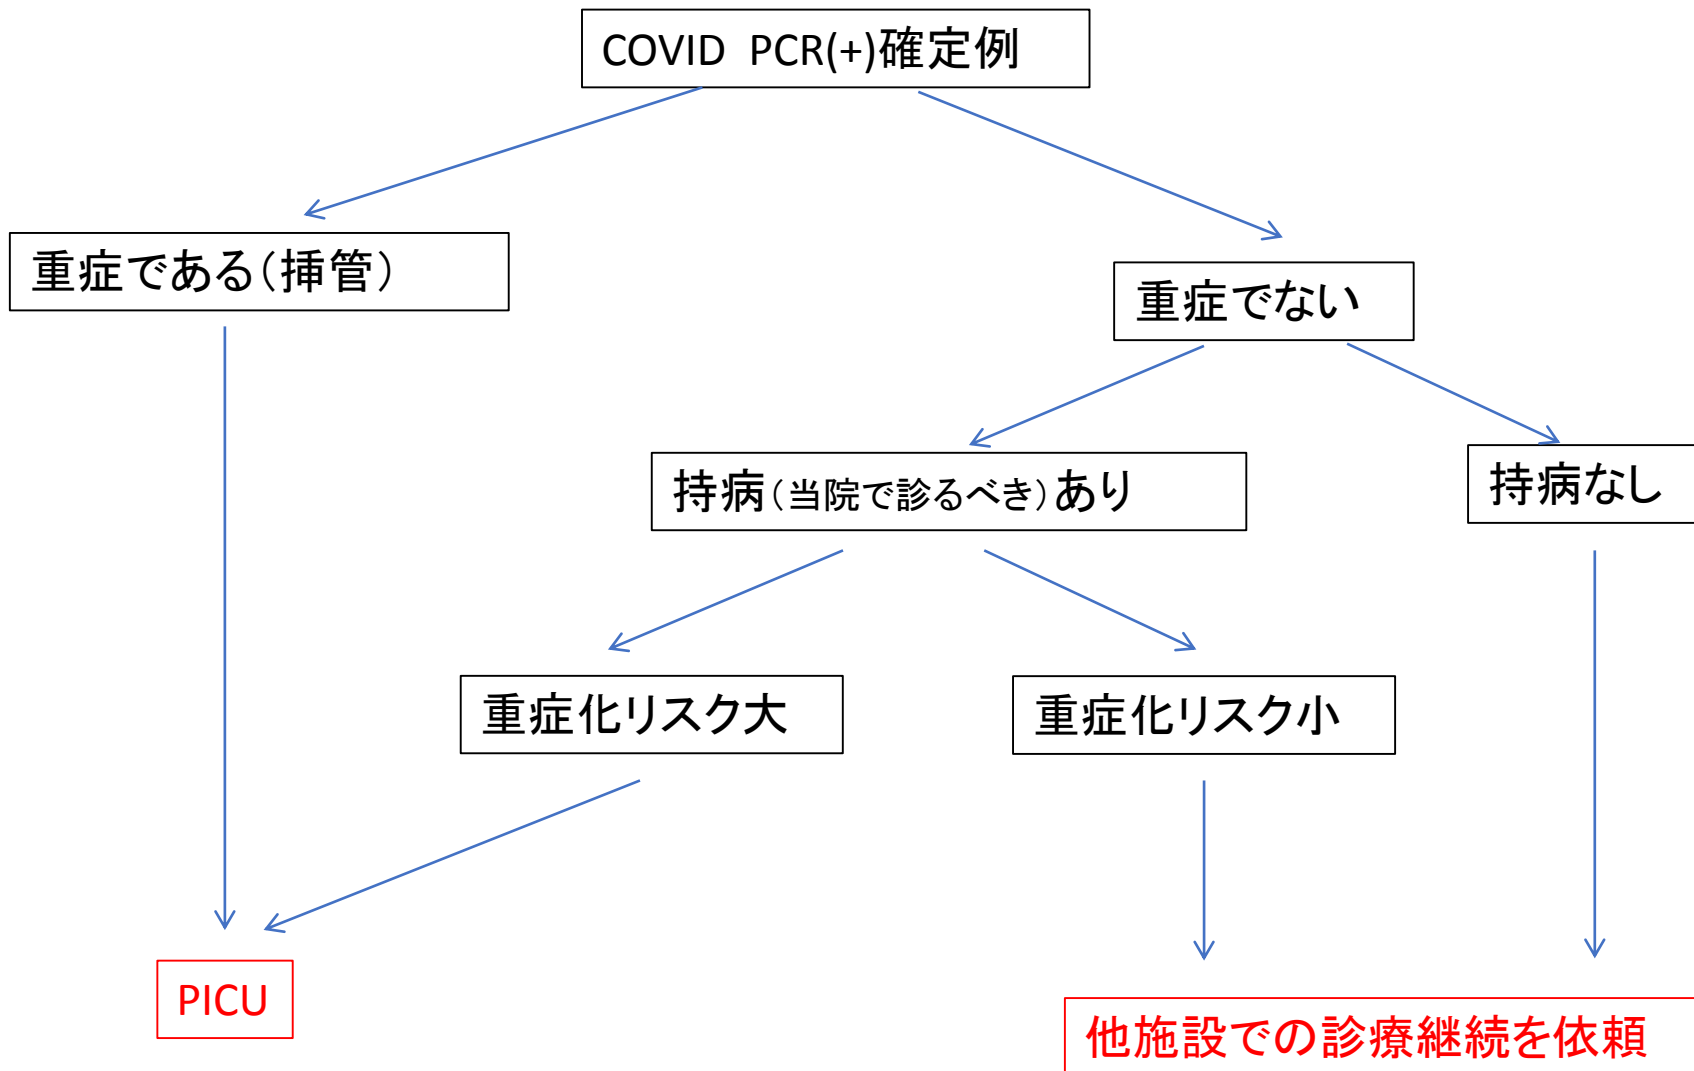 COVID PCR(+)確定例
重症である（挿管）
重症でない
持病（当院で診るべき）あり
持病なし
重症化リスク大
重症化リスク小
PICU
他施設での診療継続を依頼